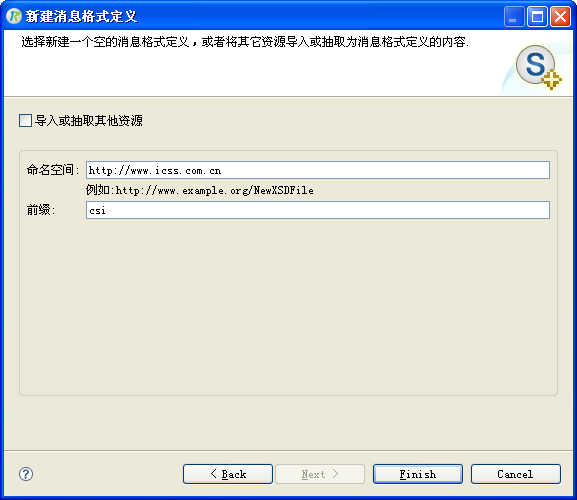 新建消息格式定义
选择新建一个空的消息格式定义，或者将其它资源导入或抽取为消息格式定义的内容.
S
导入或抽取其他资源
命名空间: http://www.icss.com.cn
例如:http://www.example.org/NewXSDFile
前缀: csi
? < Back Next > Finish Cancel